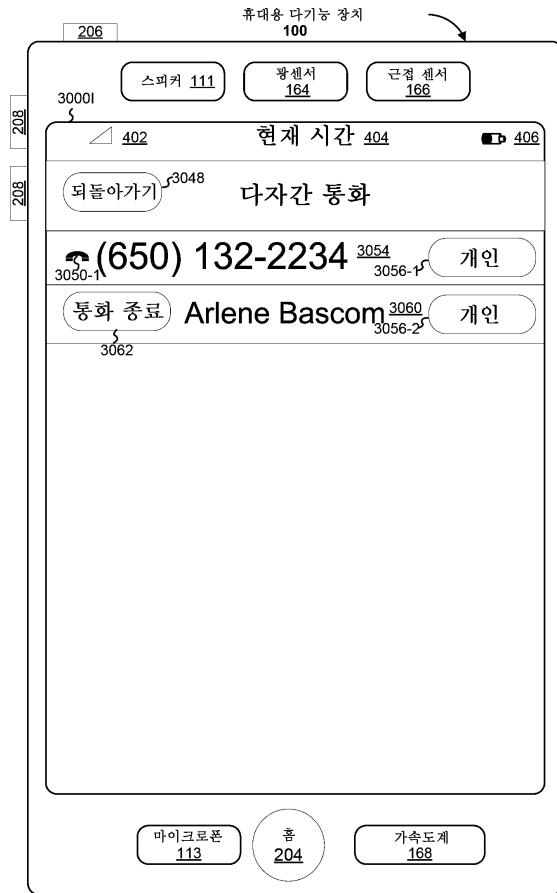 휴대용 다기능 장치
100
206
스피커 111
광센서
164
근접 센서
166
3000I
208
208
402
현재 시간 404
406
되돌아가기
3048
다자간 통화
(650) 132-2234 3054
3050-1
3056-1
개인
통화 종료
Arlene Bascom 3060
3056-2
개인
3062
마이크로폰
113
홈
204
가속도계
168